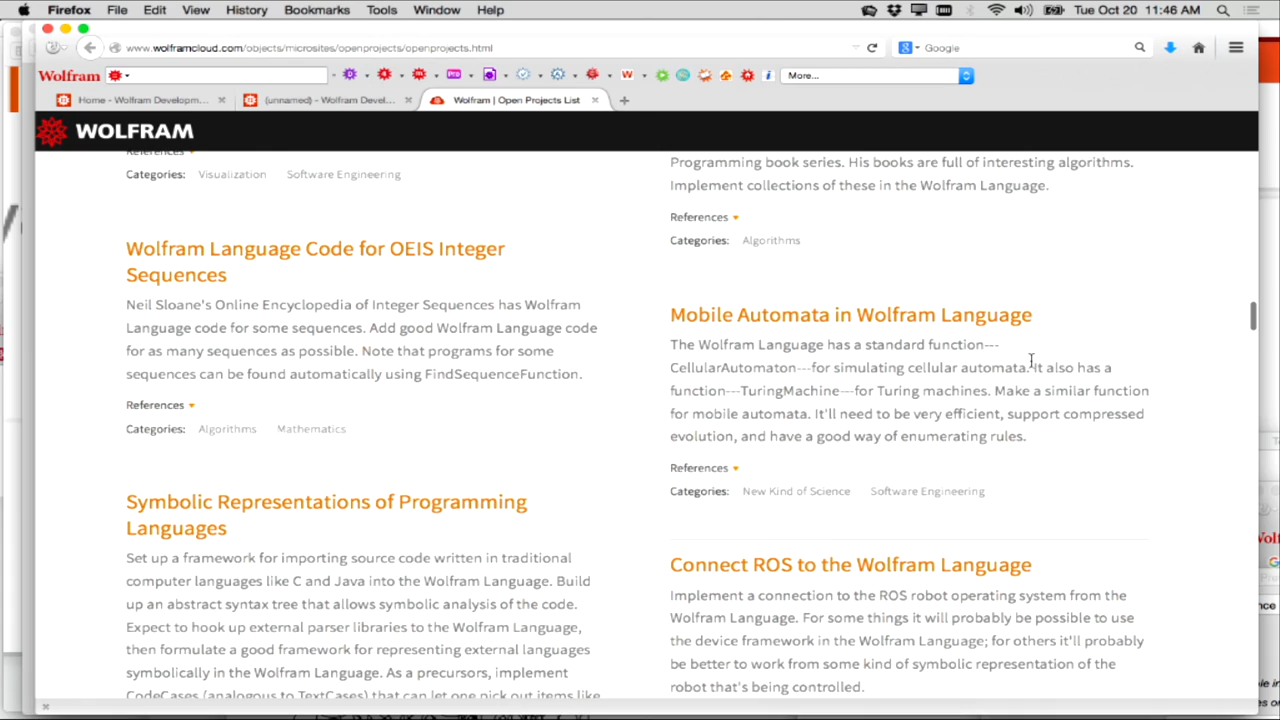 Firefox File Edit View History Bookmarks Tools Window Help Tue Oct 20 11:46 AM
www.wolframcloud.com/objects/microsites/openprojects/openprojects.html
Google
Wolfram
More...
Home - Wolfram Developm...
(unnamed) - Wolfram Devel...
Wolfram | Open Projects List
WOLFRAM
References
Categories: Visualization Software Engineering
Wolfram Language Code for OEIS Integer
Sequences
Neil Sloane's Online Encyclopedia of Integer Sequences has Wolfram
Language code for some sequences. Add good Wolfram Language code
for as many sequences as possible. Note that programs for some
sequences can be found automatically using FindSequenceFunction.
References
Categories: Algorithms Mathematics
Symbolic Representations of Programming
Languages
Set up a framework for importing source code written in traditional
computer languages like C and Java into the Wolfram Language. Build
up an abstract syntax tree that allows symbolic analysis of the code.
Expect to hook up external parser libraries to the Wolfram Language,
then formulate a good framework for representing external languages
symbolically in the Wolfram Language. As a precursors, implement
CodeCases (analogous to TextCases) that can let one pick out items like
Programming book series. His books are full of interesting algorithms.
Implement collections of these in the Wolfram Language.
References
Categories: Algorithms
Mobile Automata in Wolfram Language
The Wolfram Language has a standard function---
CellularAutomaton---for simulating cellular automata. It also has a
function---TuringMachine---for Turing machines. Make a similar function
for mobile automata. It'll need to be very efficient, support compressed
evolution, and have a good way of enumerating rules.
References
Categories: New Kind of Science Software Engineering
Connect ROS to the Wolfram Language
Implement a connection to the ROS robot operating system from the
Wolfram Language. For some things it will probably be possible to use
the device framework in the Wolfram Language; for others it'll probably
be better to work from some kind of symbolic representation of the
robot that's being controlled.